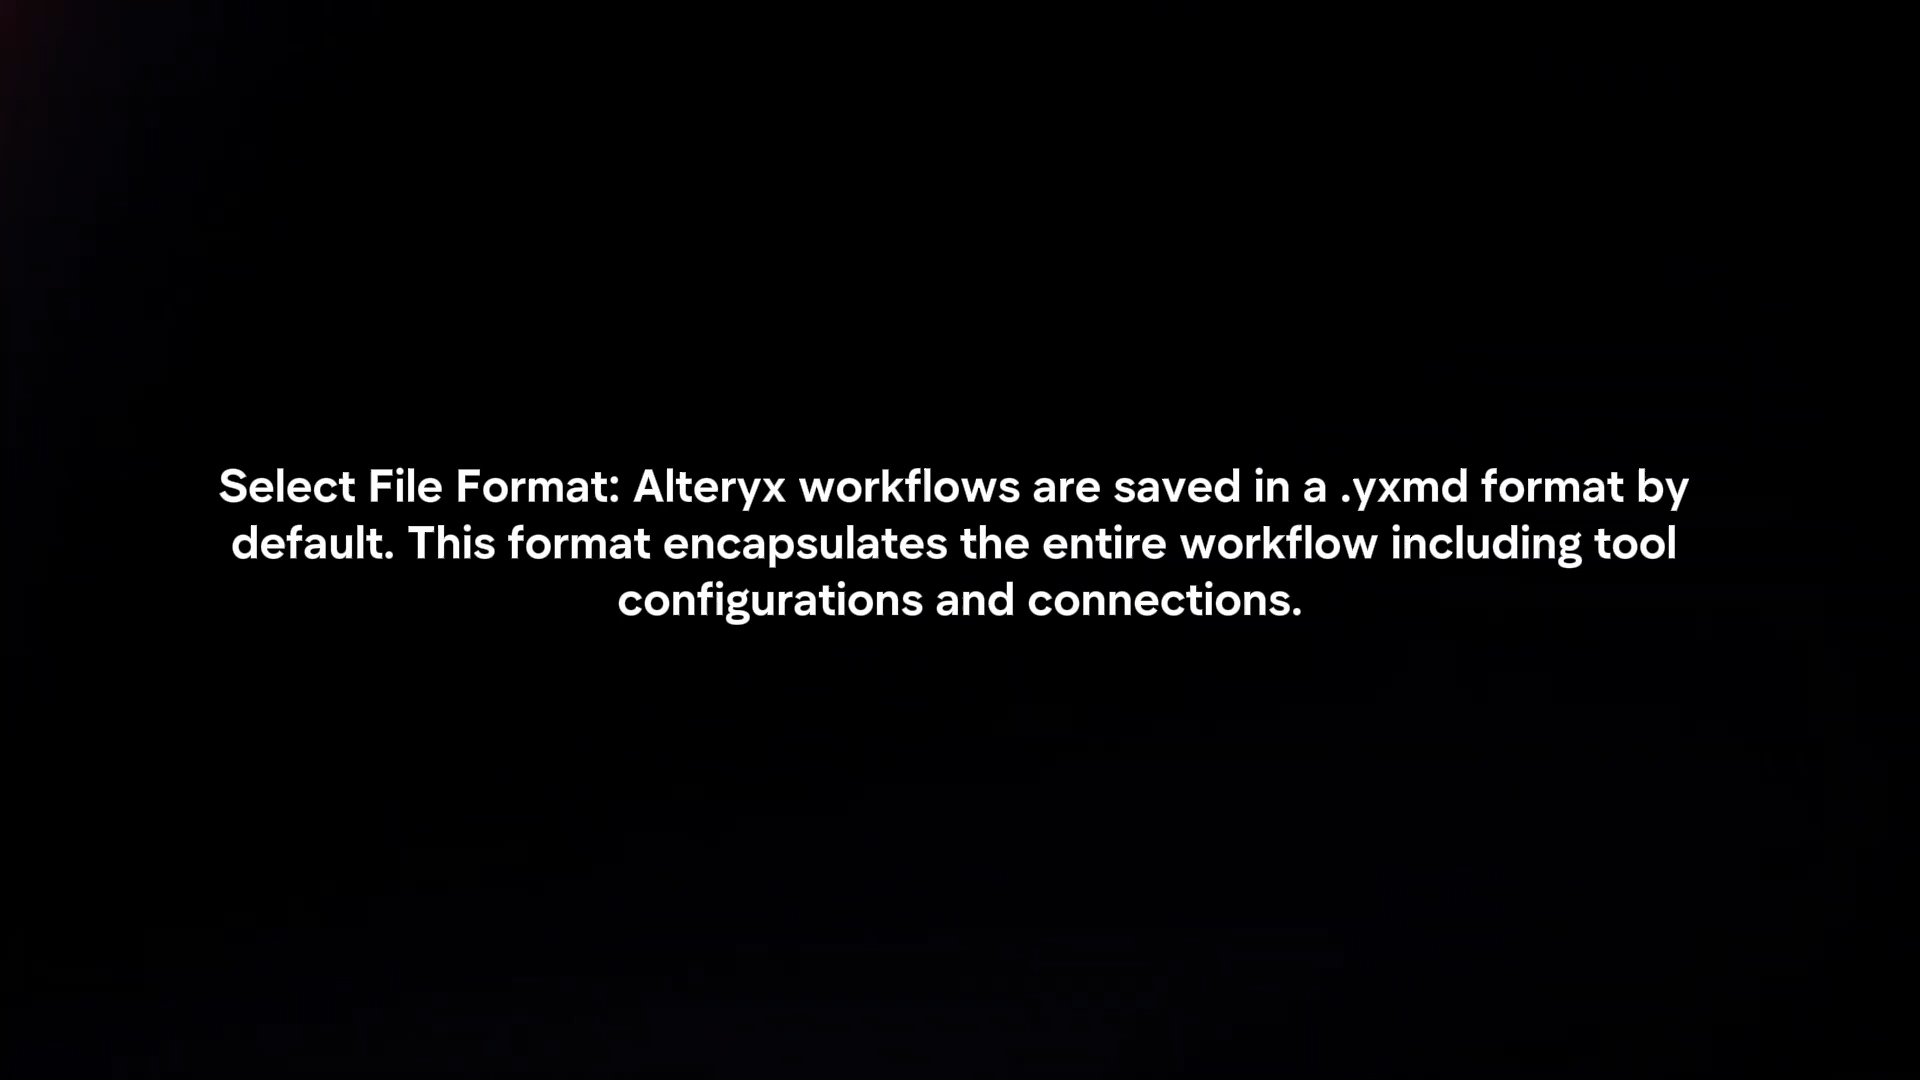 Select File Format: Alteryx workflows are saved in a .yxmd format by
default. This format encapsulates the entire workflow including tool
configurations and connections.